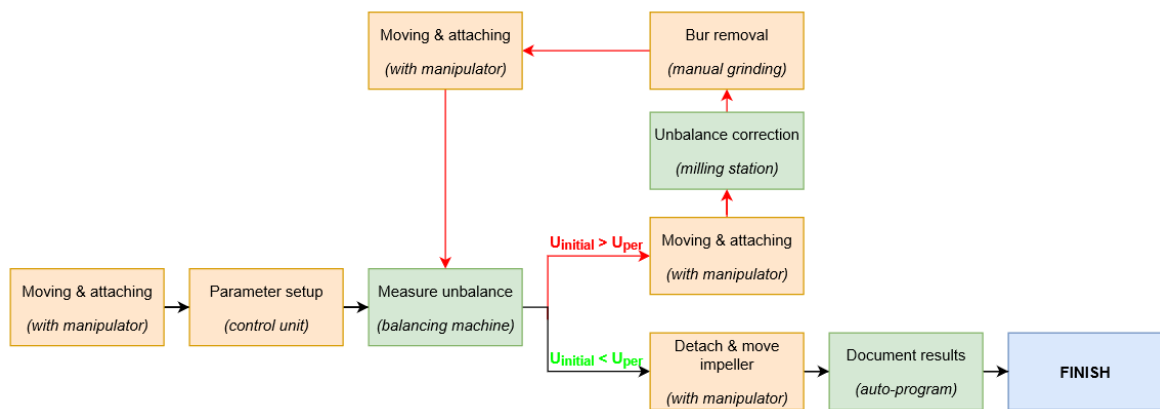 Moving & attaching
(with manipulator)
Bur removal
(manual grinding)
Unbalance correction
(milling station)
Uinitial > Uper
Moving & attaching
(with manipulator)
Moving & attaching
(with manipulator)
Parameter setup
(control unit)
Measure unbalance
(balancing machine)
Uinitial < Uper
Detach & move
impeller
(with manipulator)
Document results
(auto-program)
FINISH